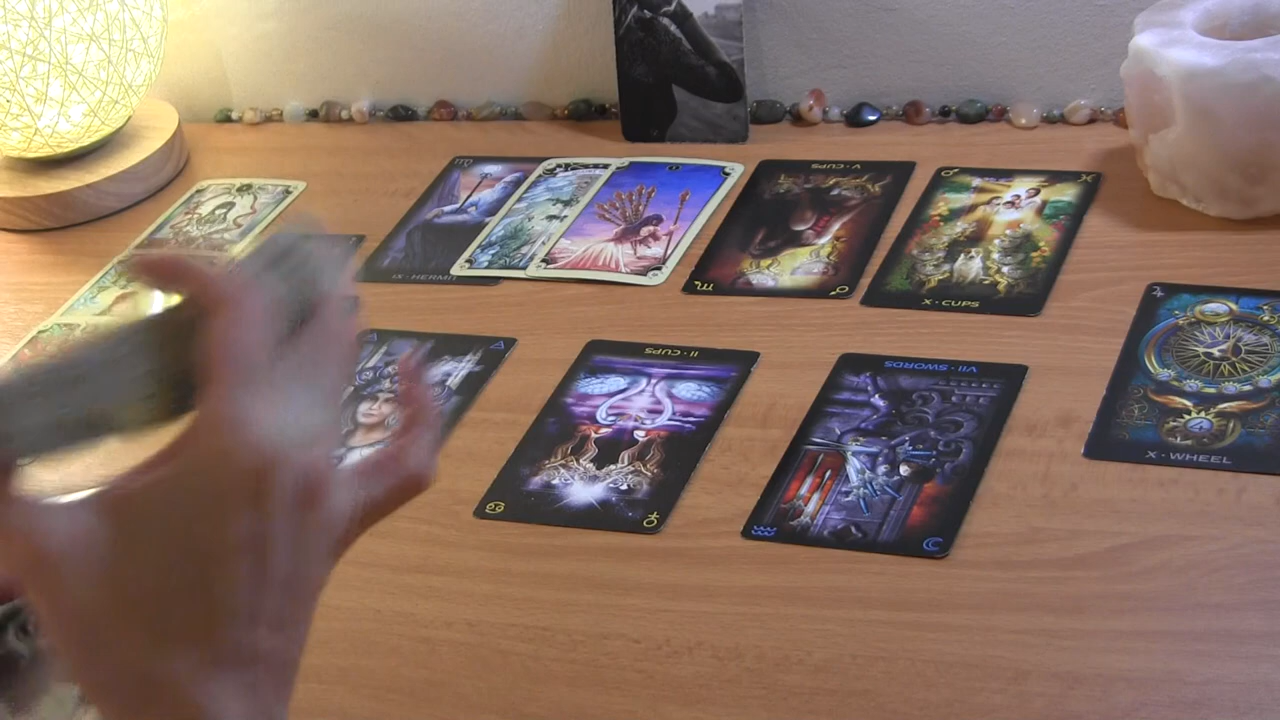 IX · HERMIT
V · CUPS
X · CUPS
II · CUPS
VII · SWORDS
X · WHEEL